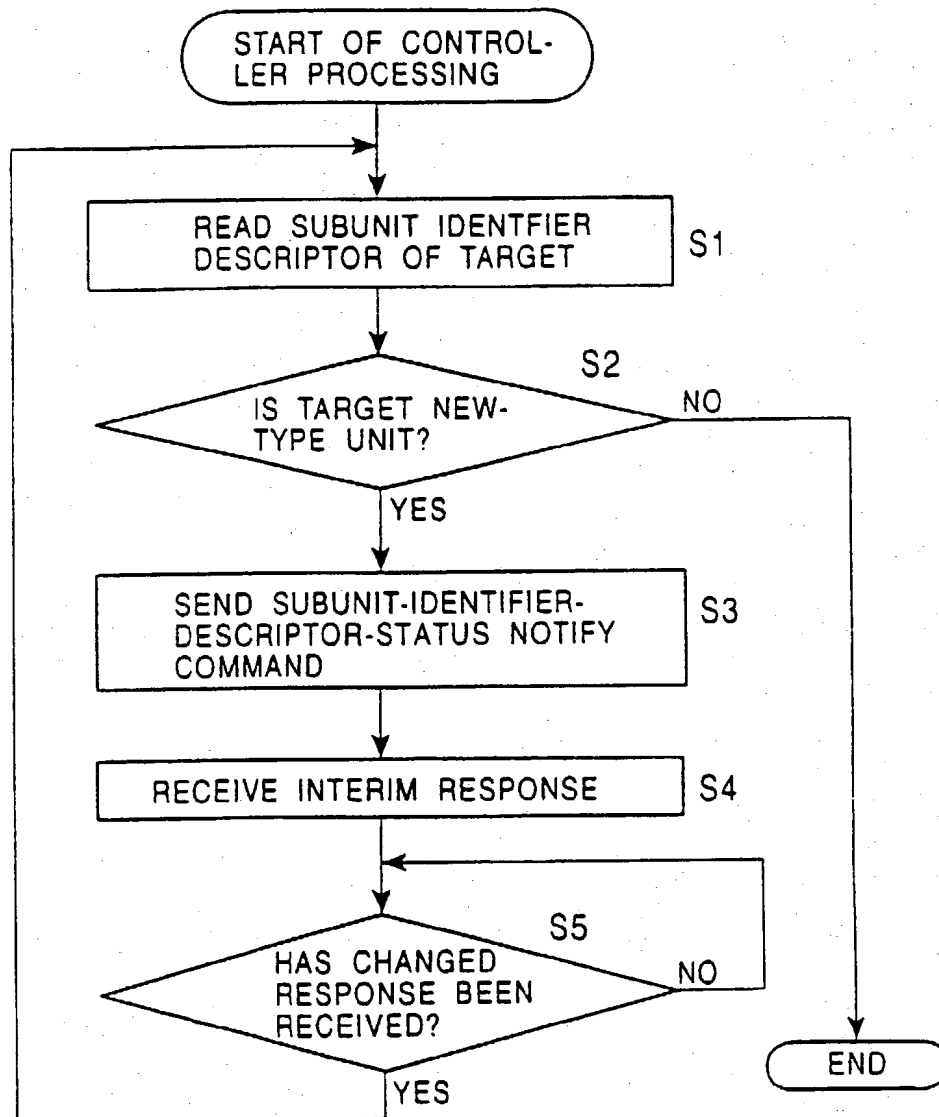 START OF CONTROL-
LER PROCESSING
READ SUBUNIT IDENTFIER
DESCRIPTOR OF TARGET
S1
S2
IS TARGET NEW-
TYPE UNIT?
NO
YES
SEND SUBUNIT-IDENTIFIER-
DESCRIPTOR-STATUS NOTIFY
COMMAND
S3
RECEIVE INTERIM RESPONSE
S4
S5
HAS CHANGED
RESPONSE BEEN
RECEIVED?
NO
YES
END